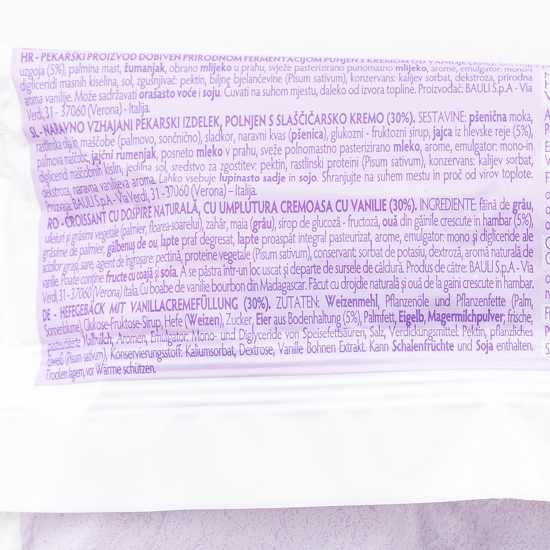 HR - PEKARSKI PROIZVOD DOBIVEN PRIRODNOM FERMENTACIJOM PUNJEN S KREMOM OD VANILIJE
uzgoja (5%), palmina mast, žumanjak, obrano mlijeko u prahu, svježe pasterizirano punomasno mlijeko, arome, emulgator: mono-i
digliceridi masnih kiselina, sol, zgušnjivač: pektin, biljne bjelančevine (Pisum sativum), konzervans: kalijev sorbat, dekstroza, prirodna
aroma vanilije. Može sadržavati orašasto voće i soju. Čuvati na suhom mjestu, daleko od izvora topline. Proizvođač: BAULI S.p.A - Via
Verdi, 31 - 37060 (Verona) - Italija.
SL - NARAVNO VZHAJANI PEKARSKI IZDELEK, POLNJEN S SLAŠČIČARSKO KREMO (30%). SESTAVINE: pšenična moka,
rastlinska olja in maščobe (palmovo, sončnično), sladkor, naravni kvas (pšenica), glukozni - fruktozni sirup, jajca iz hlevske reje (5%),
palmova maščoba, jajčni rumenjak, posneto mleko v prahu, sveže polnomastno pasterizirano mleko, arome, emulgator: mono-in
digliceridi maščobnih kislin, jedilna sol, sredstvo za zgostitev: pektin, rastlinski proteini (Pisum sativum), konzervans: kalijev sorbat,
dekstroza, naravna vanilijeva aroma. Lahko vsebuje lupinasto sadje in sojo. Shranjujte na suhem mestu in proč od virov toplote.
Proizvaja: BAULI S.p.A. - Via Verdi, 31 -37060 (Verona) – Italija.
RO - CROISSANT CU DOSPIRE NATURALĂ, CU UMPLUTURA CREMOASA CU VANILIE (30%). INGREDIENTE: făină de grâu,
uleiuri și grăsimi vegetale (palmier, floarea-soarelui), zahăr, maia (grâu), sirop de glucoză - fructoză, ouă din găinile crescute in hambar (5%),
grăsime de palmier, gălbenuș de ou, lapte praf degresat, lapte proaspăt integral pasteurizat, arome, emulgator: mono și digliceride ale
acizilor grași, sare, agent de îngroșare: pectină, proteine vegetale (Pisum sativum), conservant: sorbat de potasiu, dextroză, aromă naturală de
vanilie. Poate conține fructe cu coajă și soia. A se păstra într-un loc uscat și departe de sursele de căldură. Produs de către: BAULI S.p.A - Via
Verdi, 31 - 37060 (Verona) Italia. Cu boabe de vanilie bourbon din Madagascar. Făcut cu drojdie naturală și ouă de la gaini crescute in hambar.
DE - HEFEGEBÄCK MIT VANILLACREMEFÜLLUNG (30%). ZUTATEN: Weizenmehl, Pflanzenöle und Pflanzenfette (Palm,
Sonnenblume), Glukose-Fruktose-Sirup, Hefe (Weizen), Zucker, Eier aus Bodenhaltung (5%), Palmfett, Eigelb, Magermilchpulver; frische,
pasteurisierte Vollmilch, Aromen, Emulgator: Mono- und Diglyceride von Speisefettsäuren, Salz, Verdickungsmittel: Pektin, pflanzliches
Eiweiß (Pisum sativum), Konservierungsstoff: Kaliumsorbat, Dextrose, Vanille Bohnen Extrakt. Kann Schalenfrüchte und Soja enthalten.
Trocken lagern, vor Wärme schützen.